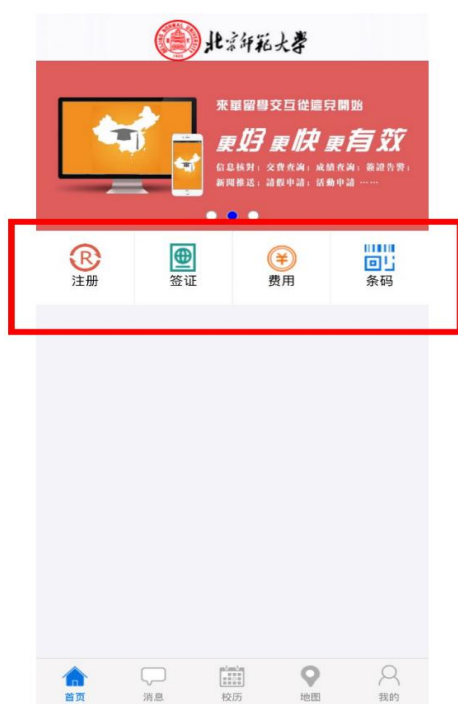 北京师范大学
來華留學交互從這兒開始
更好 更快 更有效
信息核對；交費查詢；成績查詢；簽證告警；
新聞推送；請假申請；活動申請 ……
注册 签证 费用 条码
首页 消息 校历 地图 我的